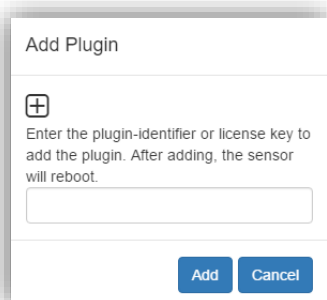 Add Plugin
Enter the plugin-identifier or license key to
add the plugin. After adding, the sensor
will reboot.
Add Cancel